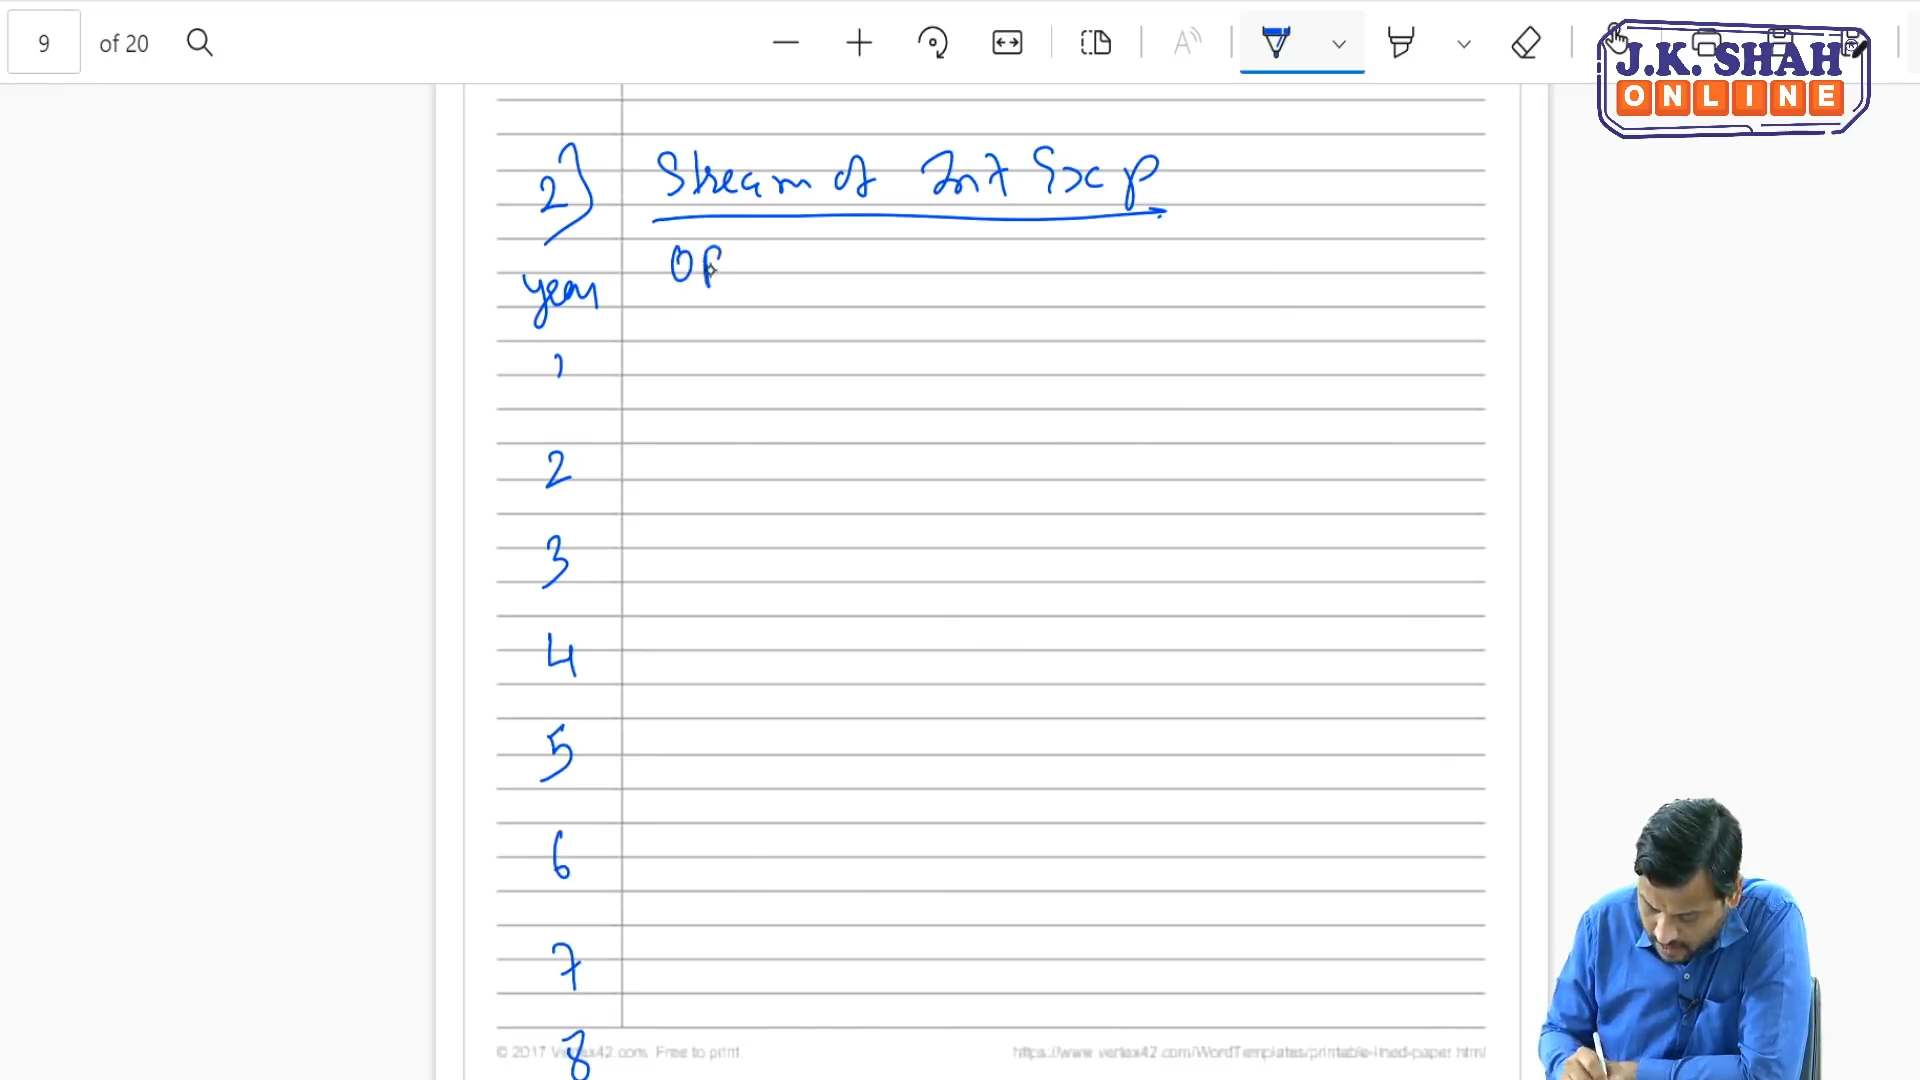 9 of 20
J.K. SHAH
ONLINE
2) Stream of Int Exp
OP
year
1
2
3
4
5
6
7
8
© 2017 Vertex42.com. Free to print.
https://www.vertex42.com/WordTemplates/printable-lined-paper.html